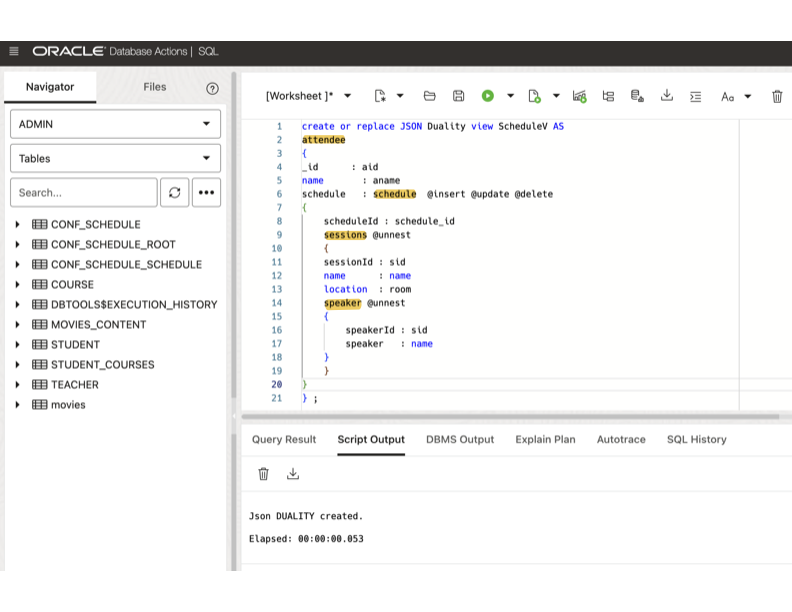 ORACLE Database Actions | SQL
Navigator
Files
ADMIN
Tables
Search...
CONF_SCHEDULE
CONF_SCHEDULE_ROOT
CONF_SCHEDULE_SCHEDULE
COURSE
DBTOOLS$EXECUTION_HISTORY
MOVIES_CONTENT
STUDENT
STUDENT_COURSES
TEACHER
movies
[Worksheet ]*
Aa
1 create or replace JSON Duality view ScheduleV AS
2 attendee
3 {
4 _id : aid
5 name : aname
6 schedule : schedule @insert @update @delete
7 {
8 scheduleId : schedule_id
9 sessions @unnest
10 {
11 sessionId : sid
12 name : name
13 location : room
14 speaker @unnest
15 {
16 speakerId : sid
17 speaker : name
18 }
19 }
20 }
21 } ;
Query Result
Script Output
DBMS Output
Explain Plan
Autotrace
SQL History
Json DUALITY created.
Elapsed: 00:00:00.053